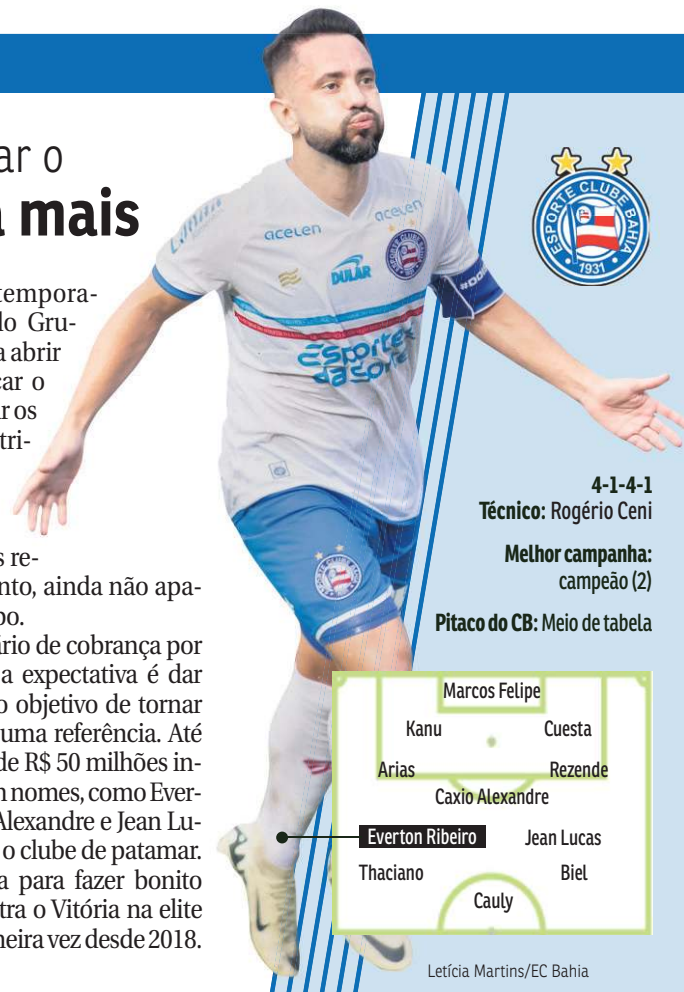 ar o
a mais
tempora-
do Gru-
a abrir
car o
ar os
tri-
s re-
nto, ainda não apa-
po.
ário de cobrança por
a expectativa é dar
o objetivo de tornar
uma referência. Até
de R$ 50 milhões in-
m nomes, como Ever-
Alexandre e Jean Lu-
o clube de patamar.
a para fazer bonito
tra o Vitória na elite
meira vez desde 2018.
acelen
acelen
DULAR
Esportes
da Sorte
ESPORTE CLUBE BAHIA
1931
4-1-4-1
Técnico: Rogério Ceni
Melhor campanha:
campeão (2)
Pitaco do CB: Meio de tabela
Marcos Felipe
Kanu Cuesta
Arias Rezende
Caxio Alexandre
Everton Ribeiro Jean Lucas
Thaciano Biel
Cauly
Letícia Martins/EC Bahia